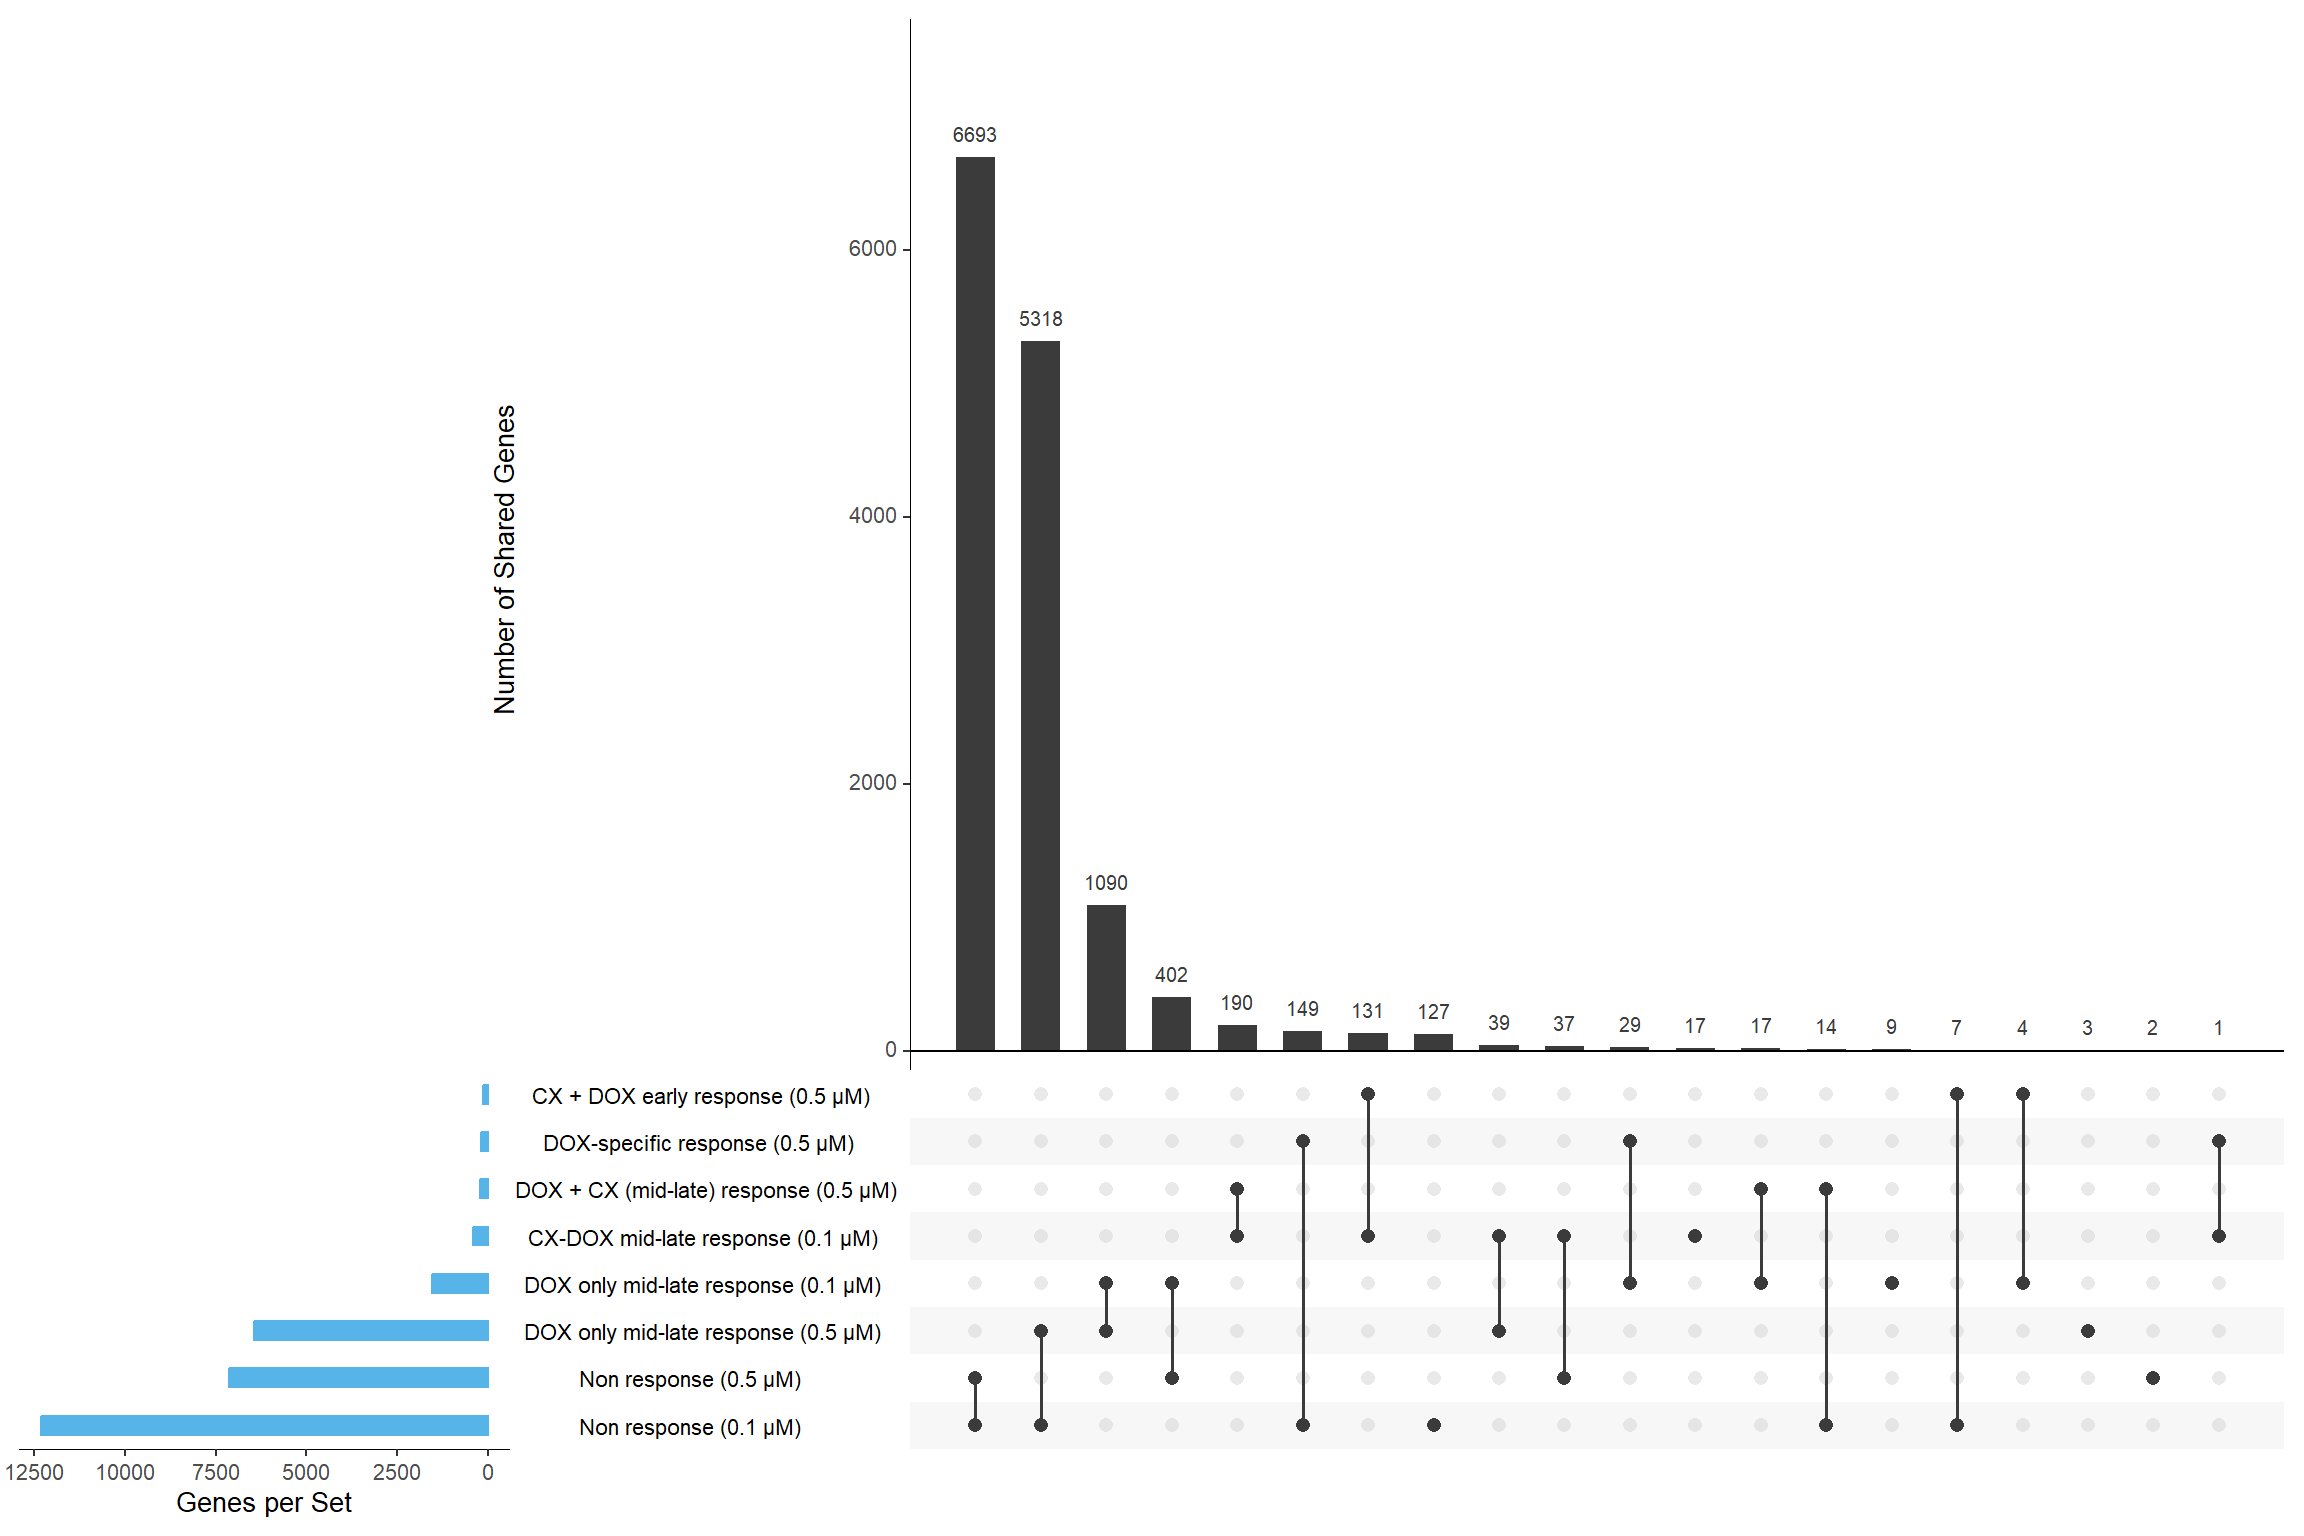 6693
5318
1090
402
190
149
131
127
39
37
29
17
17
14
9
7
4
3
2
1
6000
4000
2000
0
Number of Shared Genes
CX + DOX early response (0.5 µM)
DOX-specific response (0.5 µM)
DOX + CX (mid-late) response (0.5 µM)
CX-DOX mid-late response (0.1 µM)
DOX only mid-late response (0.1 µM)
DOX only mid-late response (0.5 µM)
Non response (0.5 µM)
Non response (0.1 µM)
12500 10000 7500 5000 2500 0
Genes per Set